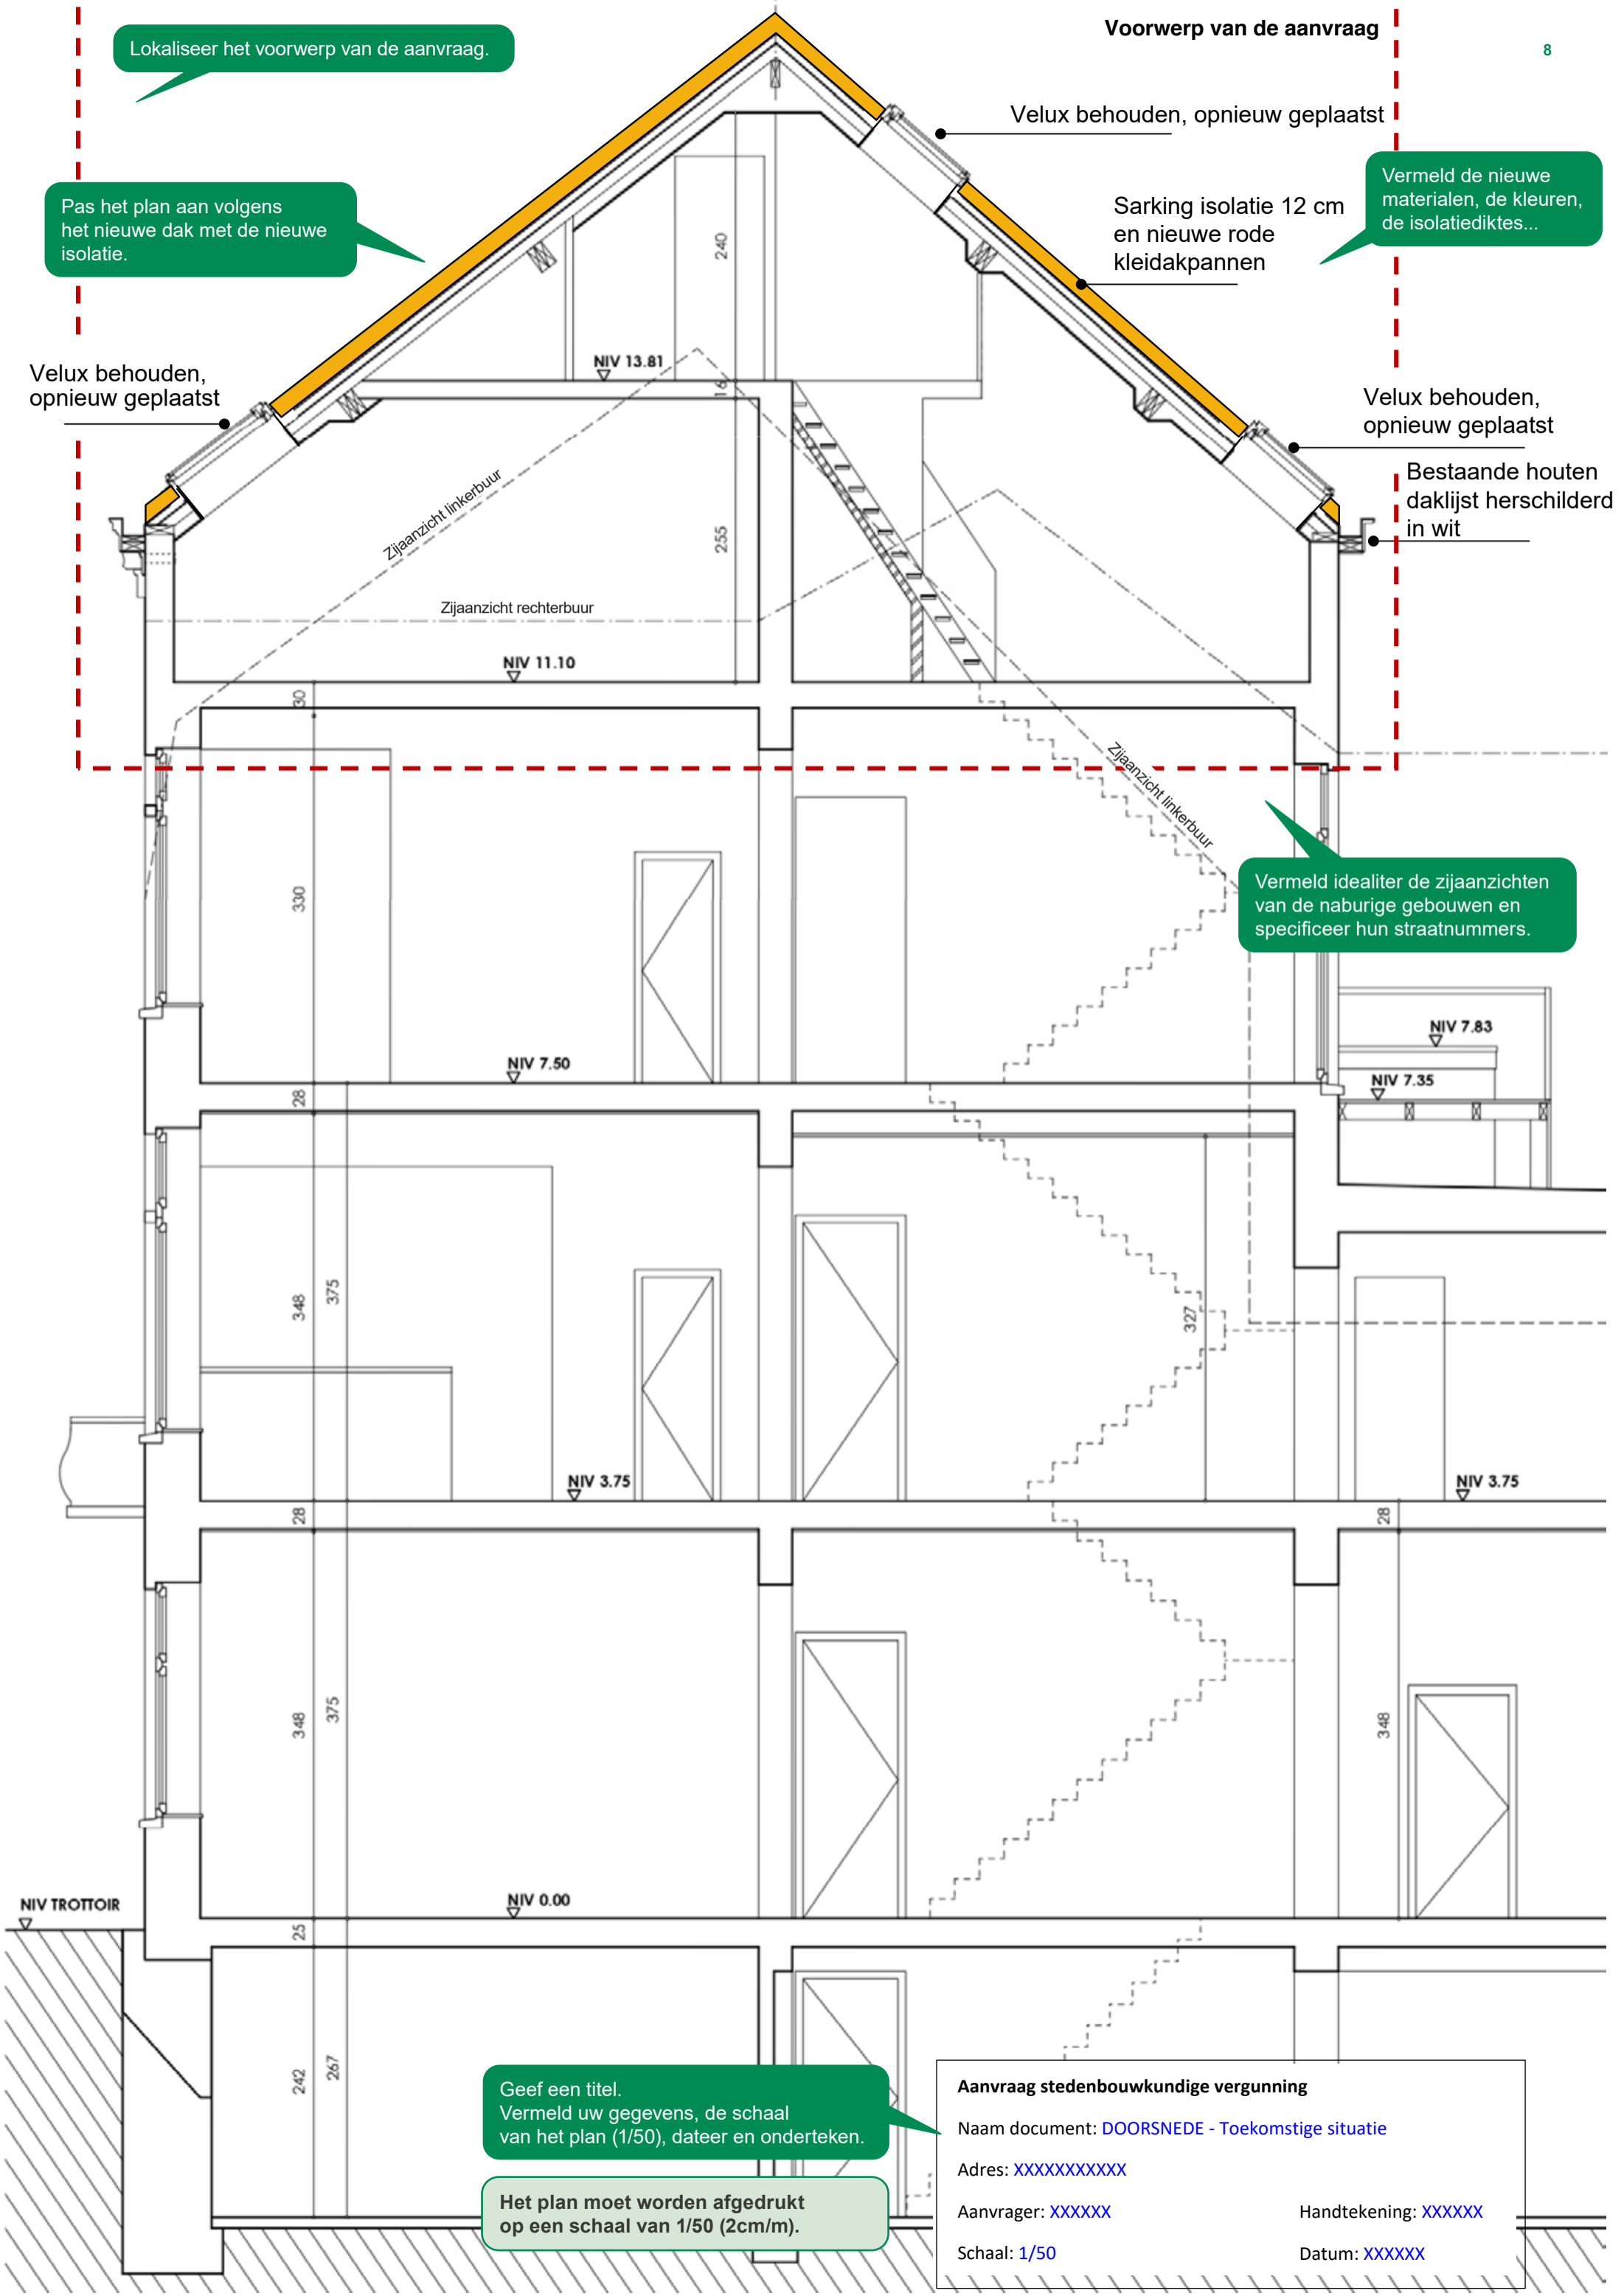 Voorwerp van de aanvraag
8
Lokaliseer het voorwerp van de aanvraag.
Velux behouden, opnieuw geplaatst
Vermeld de nieuwe
materialen, de kleuren,
de isolatiediktes...
Pas het plan aan volgens
het nieuwe dak met de nieuwe
isolatie.
Sarking isolatie 12 cm
en nieuwe rode
kleidakpannen
240
NIV 13.81
16
Velux behouden,
opnieuw geplaatst
Velux behouden,
opnieuw geplaatst
Bestaande houten
daklijst herschilderd
in wit
Zijaanzicht linkerbuur
255
Zijaanzicht rechterbuur
NIV 11.10
30
Zijaanzicht linkerbuur
330
Vermeld idealiter de zijaanzichten
van de naburige gebouwen en
specificeer hun straatnummers.
NIV 7.83
NIV 7.50
NIV 7.35
28
348
375
327
NIV 3.75
NIV 3.75
28
28
348
375
348
NIV TROTTOIR
NIV 0.00
25
242
267
Geef een titel.
Vermeld uw gegevens, de schaal
van het plan (1/50), dateer en onderteken.
Het plan moet worden afgedrukt
op een schaal van 1/50 (2cm/m).
Aanvraag stedenbouwkundige vergunning
Naam document: DOORSNEDE - Toekomstige situatie
Adres: XXXXXXXXXXX
Aanvrager: XXXXXX
Handtekening: XXXXXX
Schaal: 1/50
Datum: XXXXXX